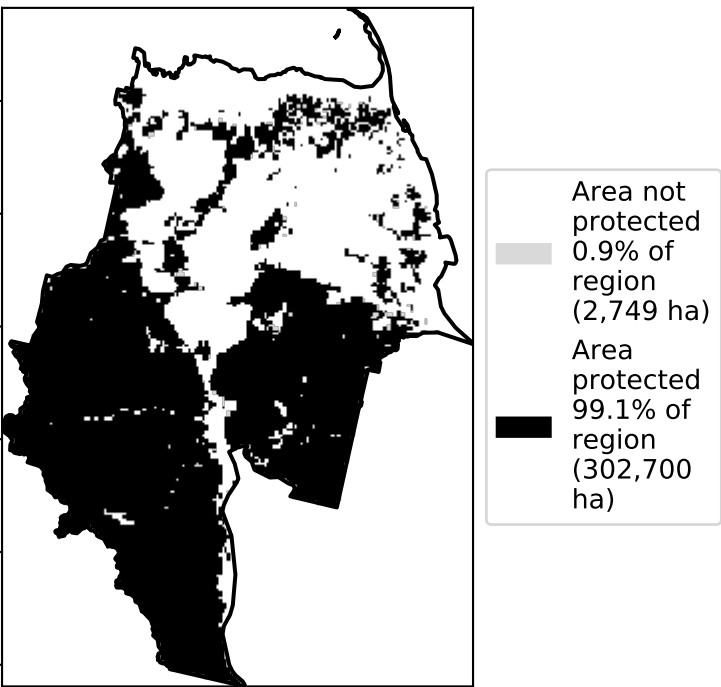 Area not
protected
0.9% of
region
(2,749 ha)
Area
protected
99.1% of
region
(302,700
ha)